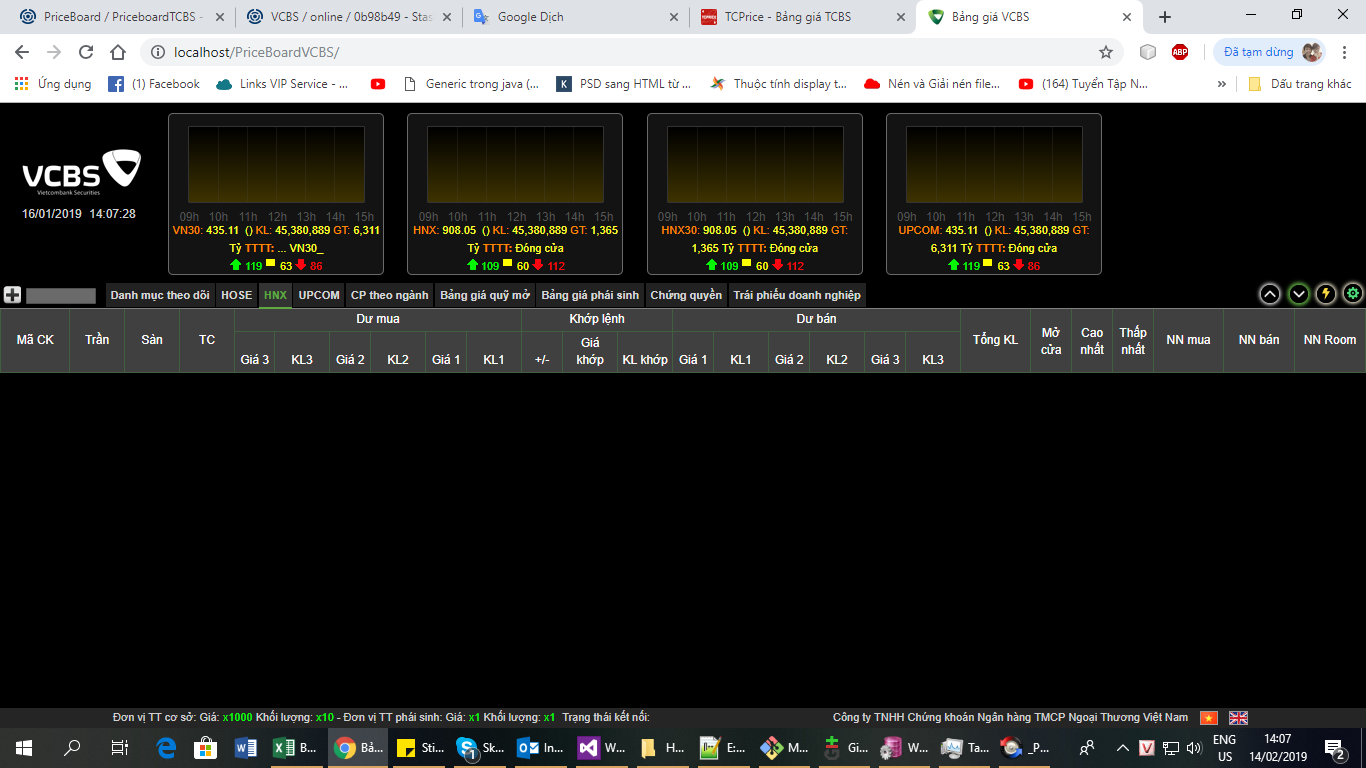 PriceBoard / PriceboardTCBS -
VCBS / online / 0b98b49 - Stas
Google Dịch
TCPrice - Bảng giá TCBS
Bảng giá VCBS
localhost/PriceBoardVCBS/
ABP
Đã tạm dừng
Ứng dụng
(1) Facebook
Links VIP Service - ...
Generic trong java (...
PSD sang HTML từ ...
Thuộc tính display t...
Nén và Giải nén file...
(164) Tuyển Tập N...
»
Dấu trang khác
VCBS
Vietcombank Securities
16/01/2019 14:07:28
09h 10h 11h 12h 13h 14h 15h
VN30: 435.11 () KL: 45,380,889 GT: 6,311
Tỷ TTTT: ... VN30_
119 63 86
09h 10h 11h 12h 13h 14h 15h
HNX: 908.05 () KL: 45,380,889 GT: 1,365
Tỷ TTTT: Đóng cửa
109 60 112
09h 10h 11h 12h 13h 14h 15h
HNX30: 908.05 () KL: 45,380,889 GT:
1,365 Tỷ TTTT: Đóng cửa
109 60 112
09h 10h 11h 12h 13h 14h 15h
UPCOM: 435.11 () KL: 45,380,889 GT:
6,311 Tỷ TTTT: Đóng cửa
119 63 86
Danh mục theo dõi HOSE HNX UPCOM CP theo ngành Bảng giá quỹ mở Bảng giá phái sinh Chứng quyền Trái phiếu doanh nghiệp
Mã CK Trần Sàn TC Dư mua Khớp lệnh Dư bán Tổng KL Mở cửa Cao nhất Thấp nhất NN mua NN bán NN Room
Giá 3 KL3 Giá 2 KL2 Giá 1 KL1 +/- Giá khớp KL khớp Giá 1 KL1 Giá 2 KL2 Giá 3 KL3
Đơn vị TT cơ sở: Giá: x1000 Khối lượng: x10 - Đơn vị TT phái sinh: Giá: x1 Khối lượng: x1 Trạng thái kết nối:
Công ty TNHH Chứng khoán Ngân hàng TMCP Ngoại Thương Việt Nam
B...
Bả...
Sti...
Sk...
In...
W...
H...
E:...
M...
Gi...
W...
Ta...
_P...
ENG
US
14:07
14/02/2019
2